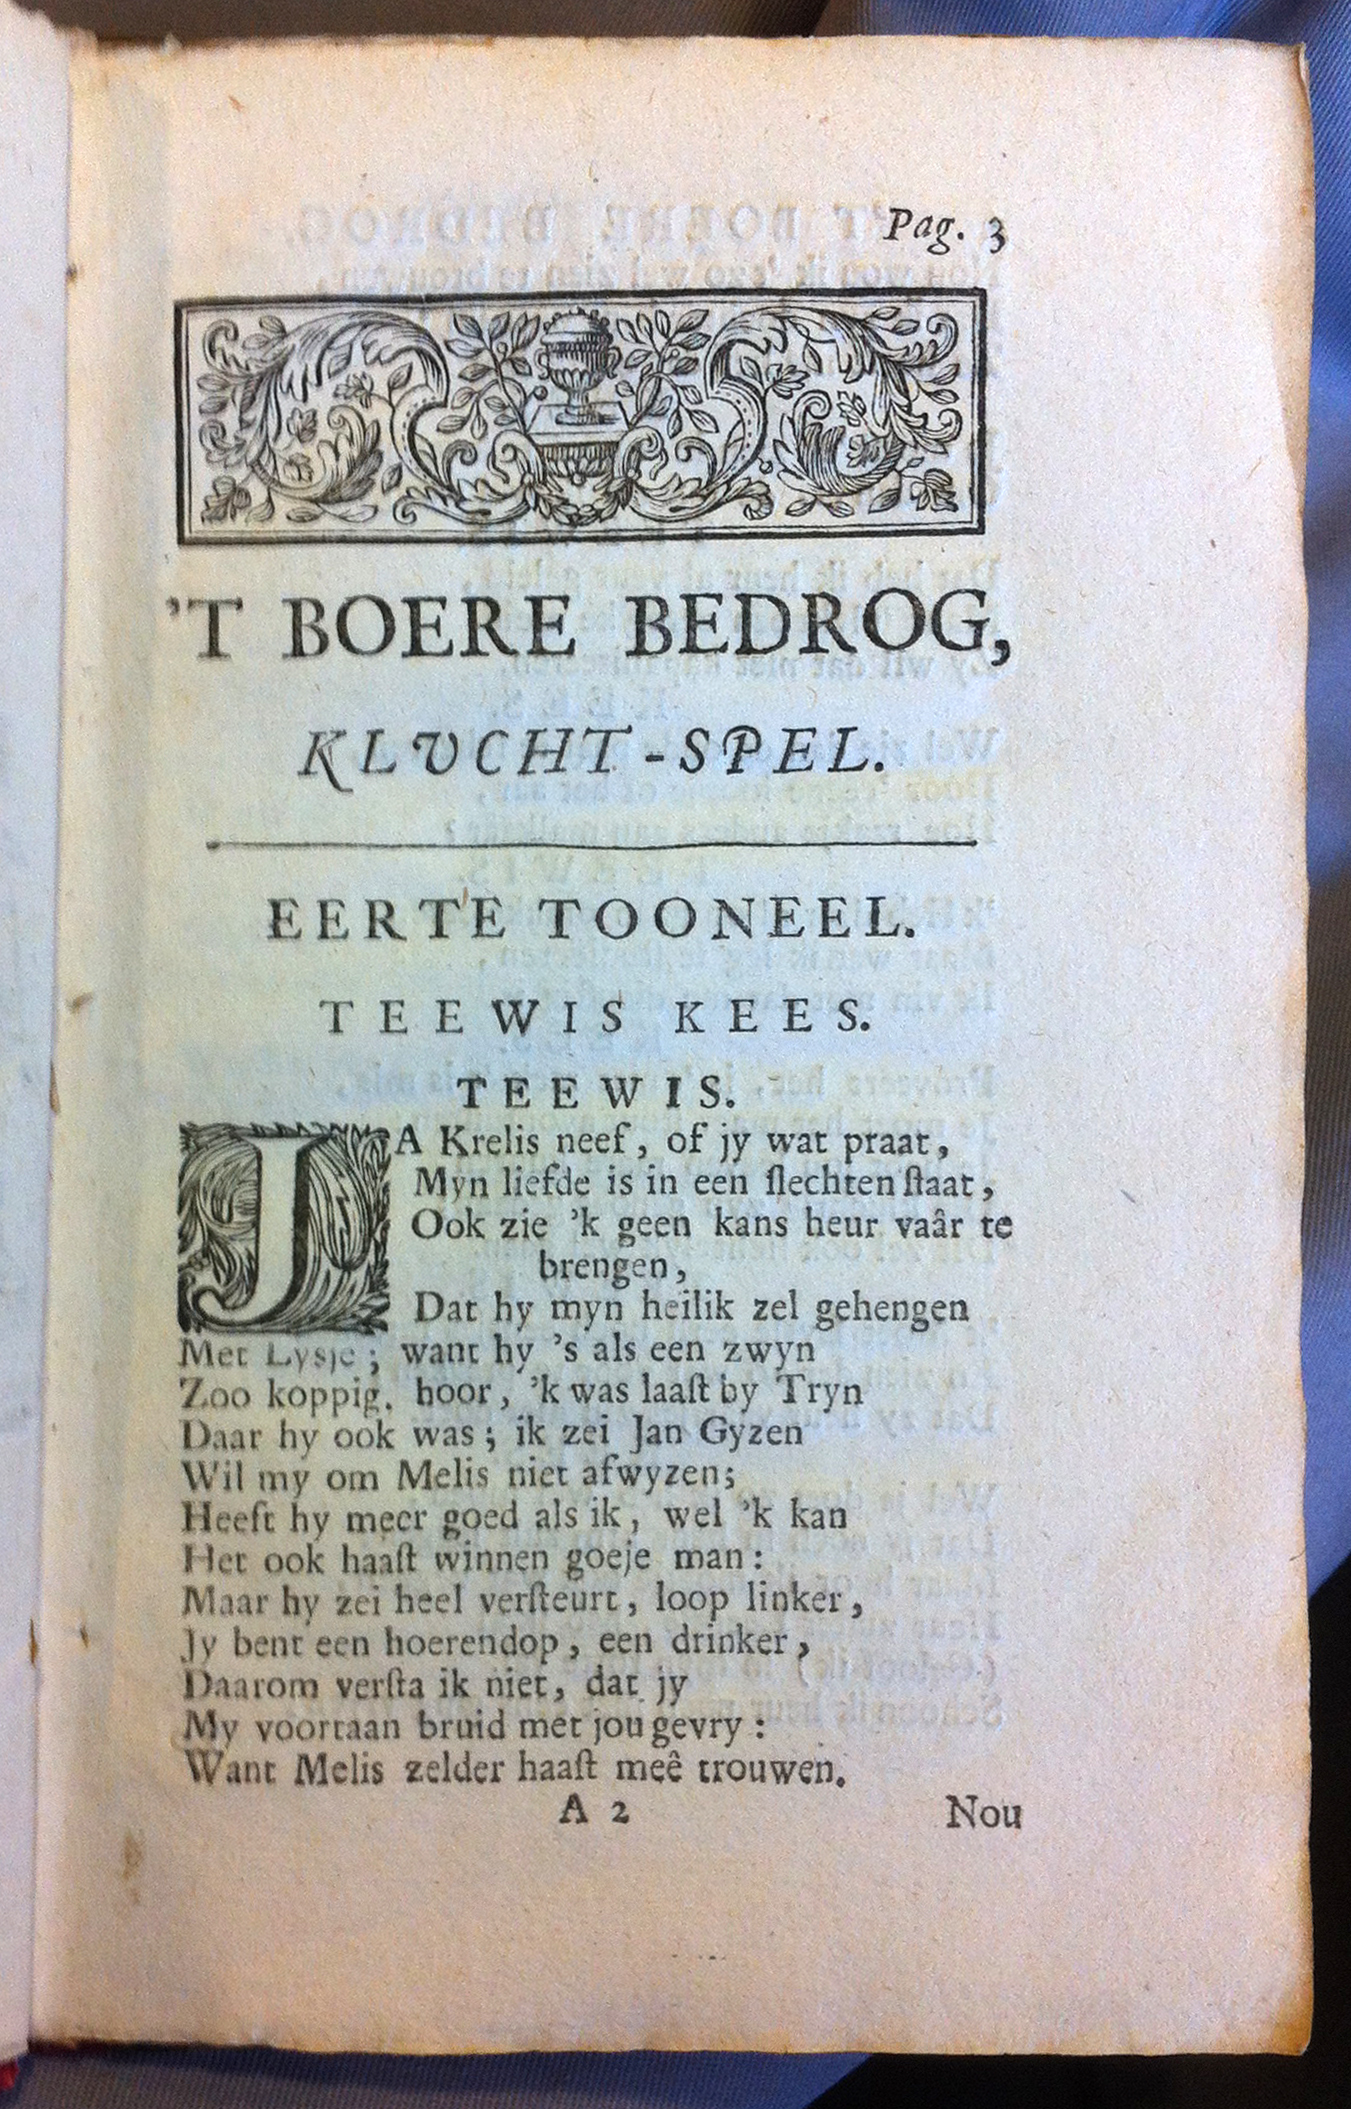 Pag. 3
'T BOERE BEDROG,
KLVCHT-SPEL.
EERTE TOONEEL.
TEEWIS KEES.
TEEWIS.
JA Krelis neef, of jy wat praat,
Myn liefde is in een ſlechten ſtaat,
Ook zie 'k geen kans heur vaâr te
brengen,
Dat hy myn heilik zel gehengen
Met Lysje; want hy 's als een zwyn
Zoo koppig. hoor, 'k was laaſt by Tryn
Daar hy ook was; ik zei Jan Gyzen
Wil my om Melis niet afwyzen;
Heeft hy meer goed als ik, wel 'k kan
Het ook haaſt winnen goeje man:
Maar hy zei heel verſteurt, loop linker,
Jy bent een hoerendop, een drinker,
Daarom verſta ik niet, dat jy
My voortaan bruid met jou gevry:
Want Melis zelder haaſt meê trouwen.
A 2
Nou